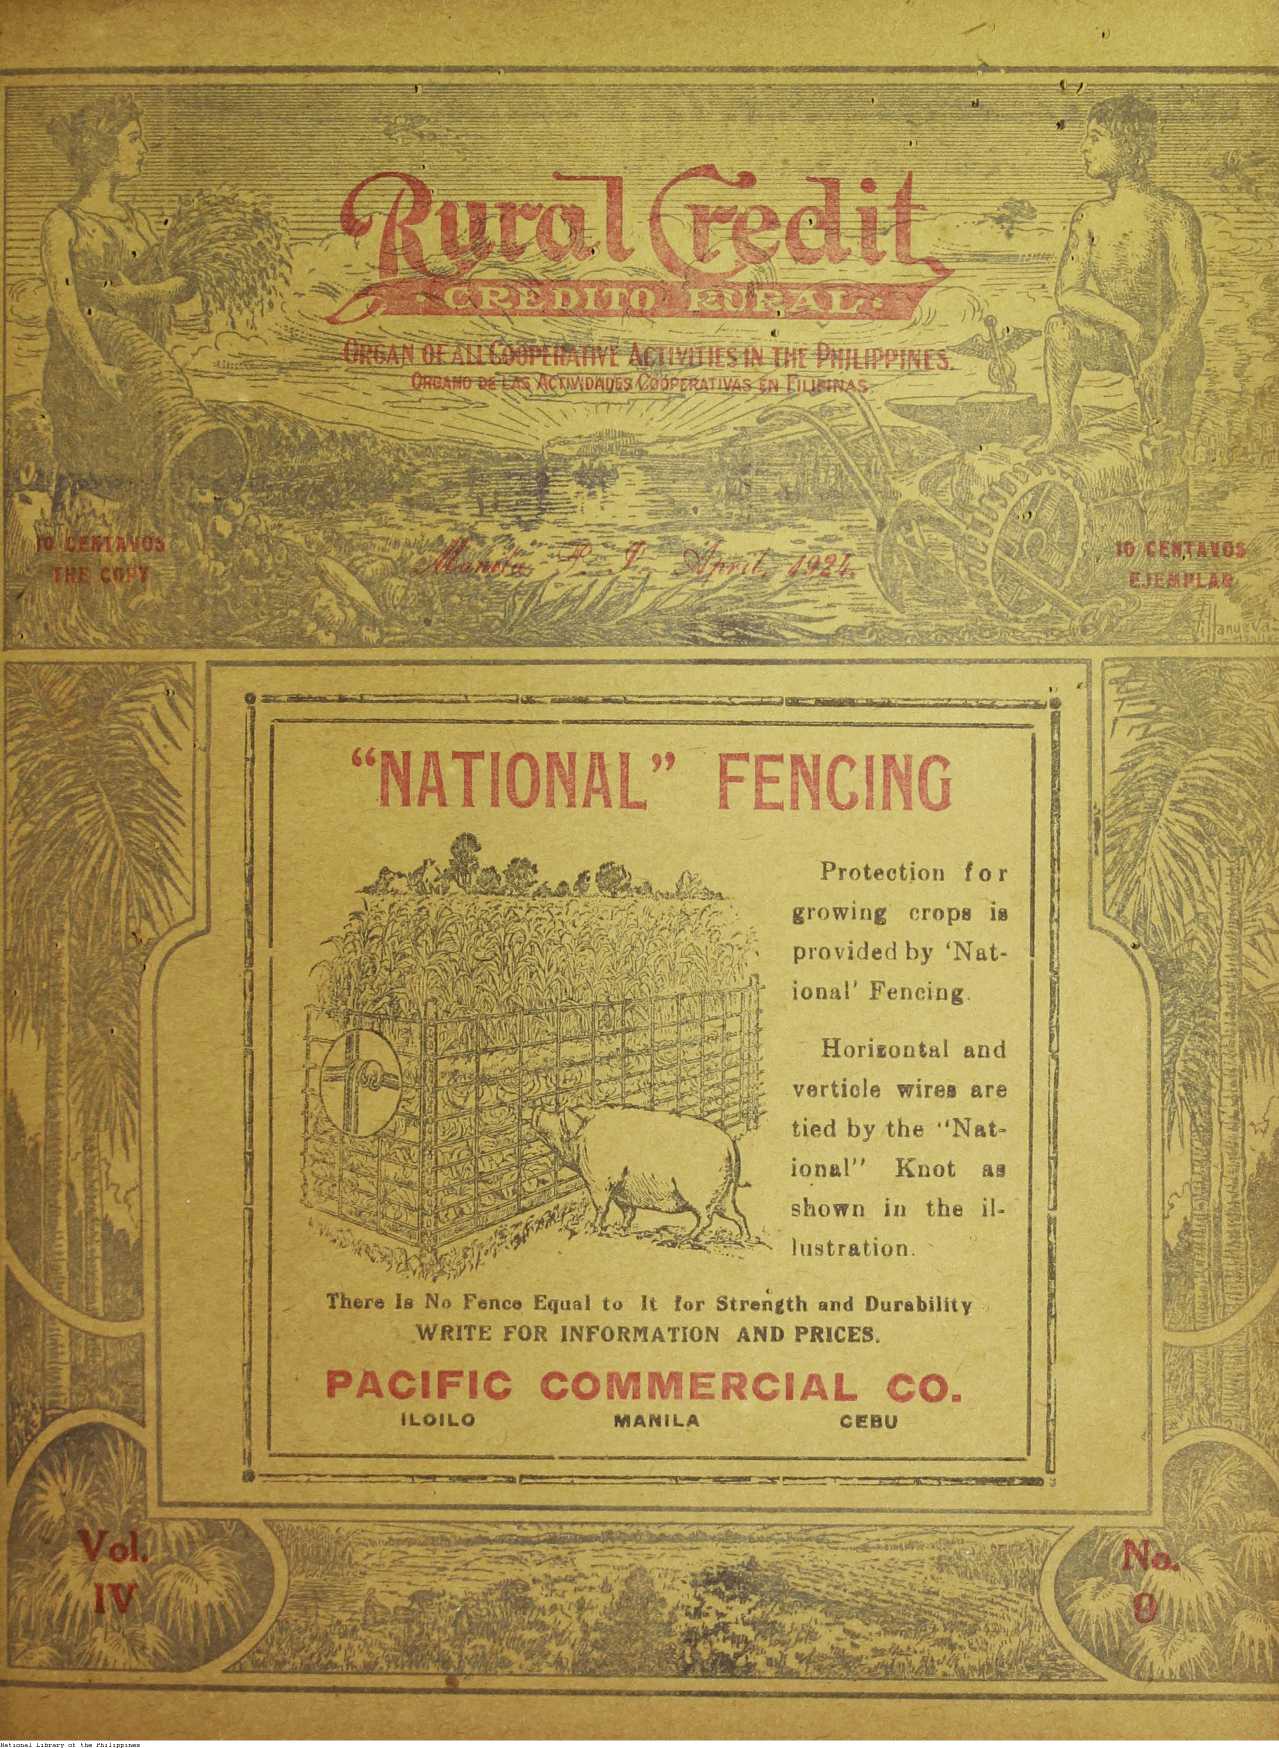 Rural Credit
· CREDITO RURAL ·
ORGAN OF ALL COOPERATIVE ACTIVITIES IN THE PHILIPPINES.
ORGANO DE LAS ACTIVIDADES COOPERATIVAS EN FILIPINAS
10 CENTAVOS
THE COPY
Manila, P. I. April, 1924.
10 CENTAVOS
EJEMPLAR
Villanueva
"NATIONAL" FENCING
Protection for
growing crops is
provided by 'Nat-
ional' Fencing.
Horizontal and
verticle wires are
tied by the "Nat-
ional" Knot as
shown in the il-
lustration.
There Is No Fence Equal to It for Strength and Durability
WRITE FOR INFORMATION AND PRICES.
PACIFIC COMMERCIAL CO.
ILOILO MANILA CEBU
Vol.
IV
No.
9
National Library of the Philippines